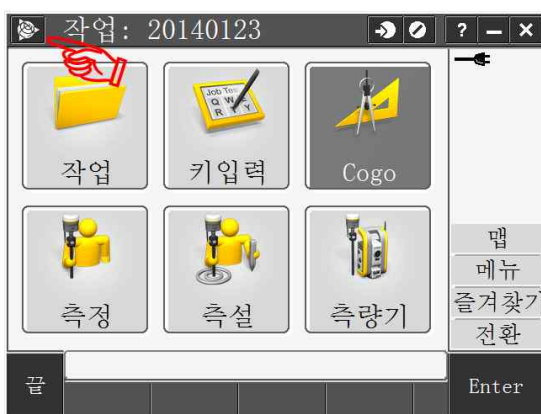 작업: 20140123
? – ×
Job Tes
Q W E
R T Y
작업 키입력 Cogo
측정 측설 측량기
맵
메뉴
즐겨찾기
전환
끝
Enter